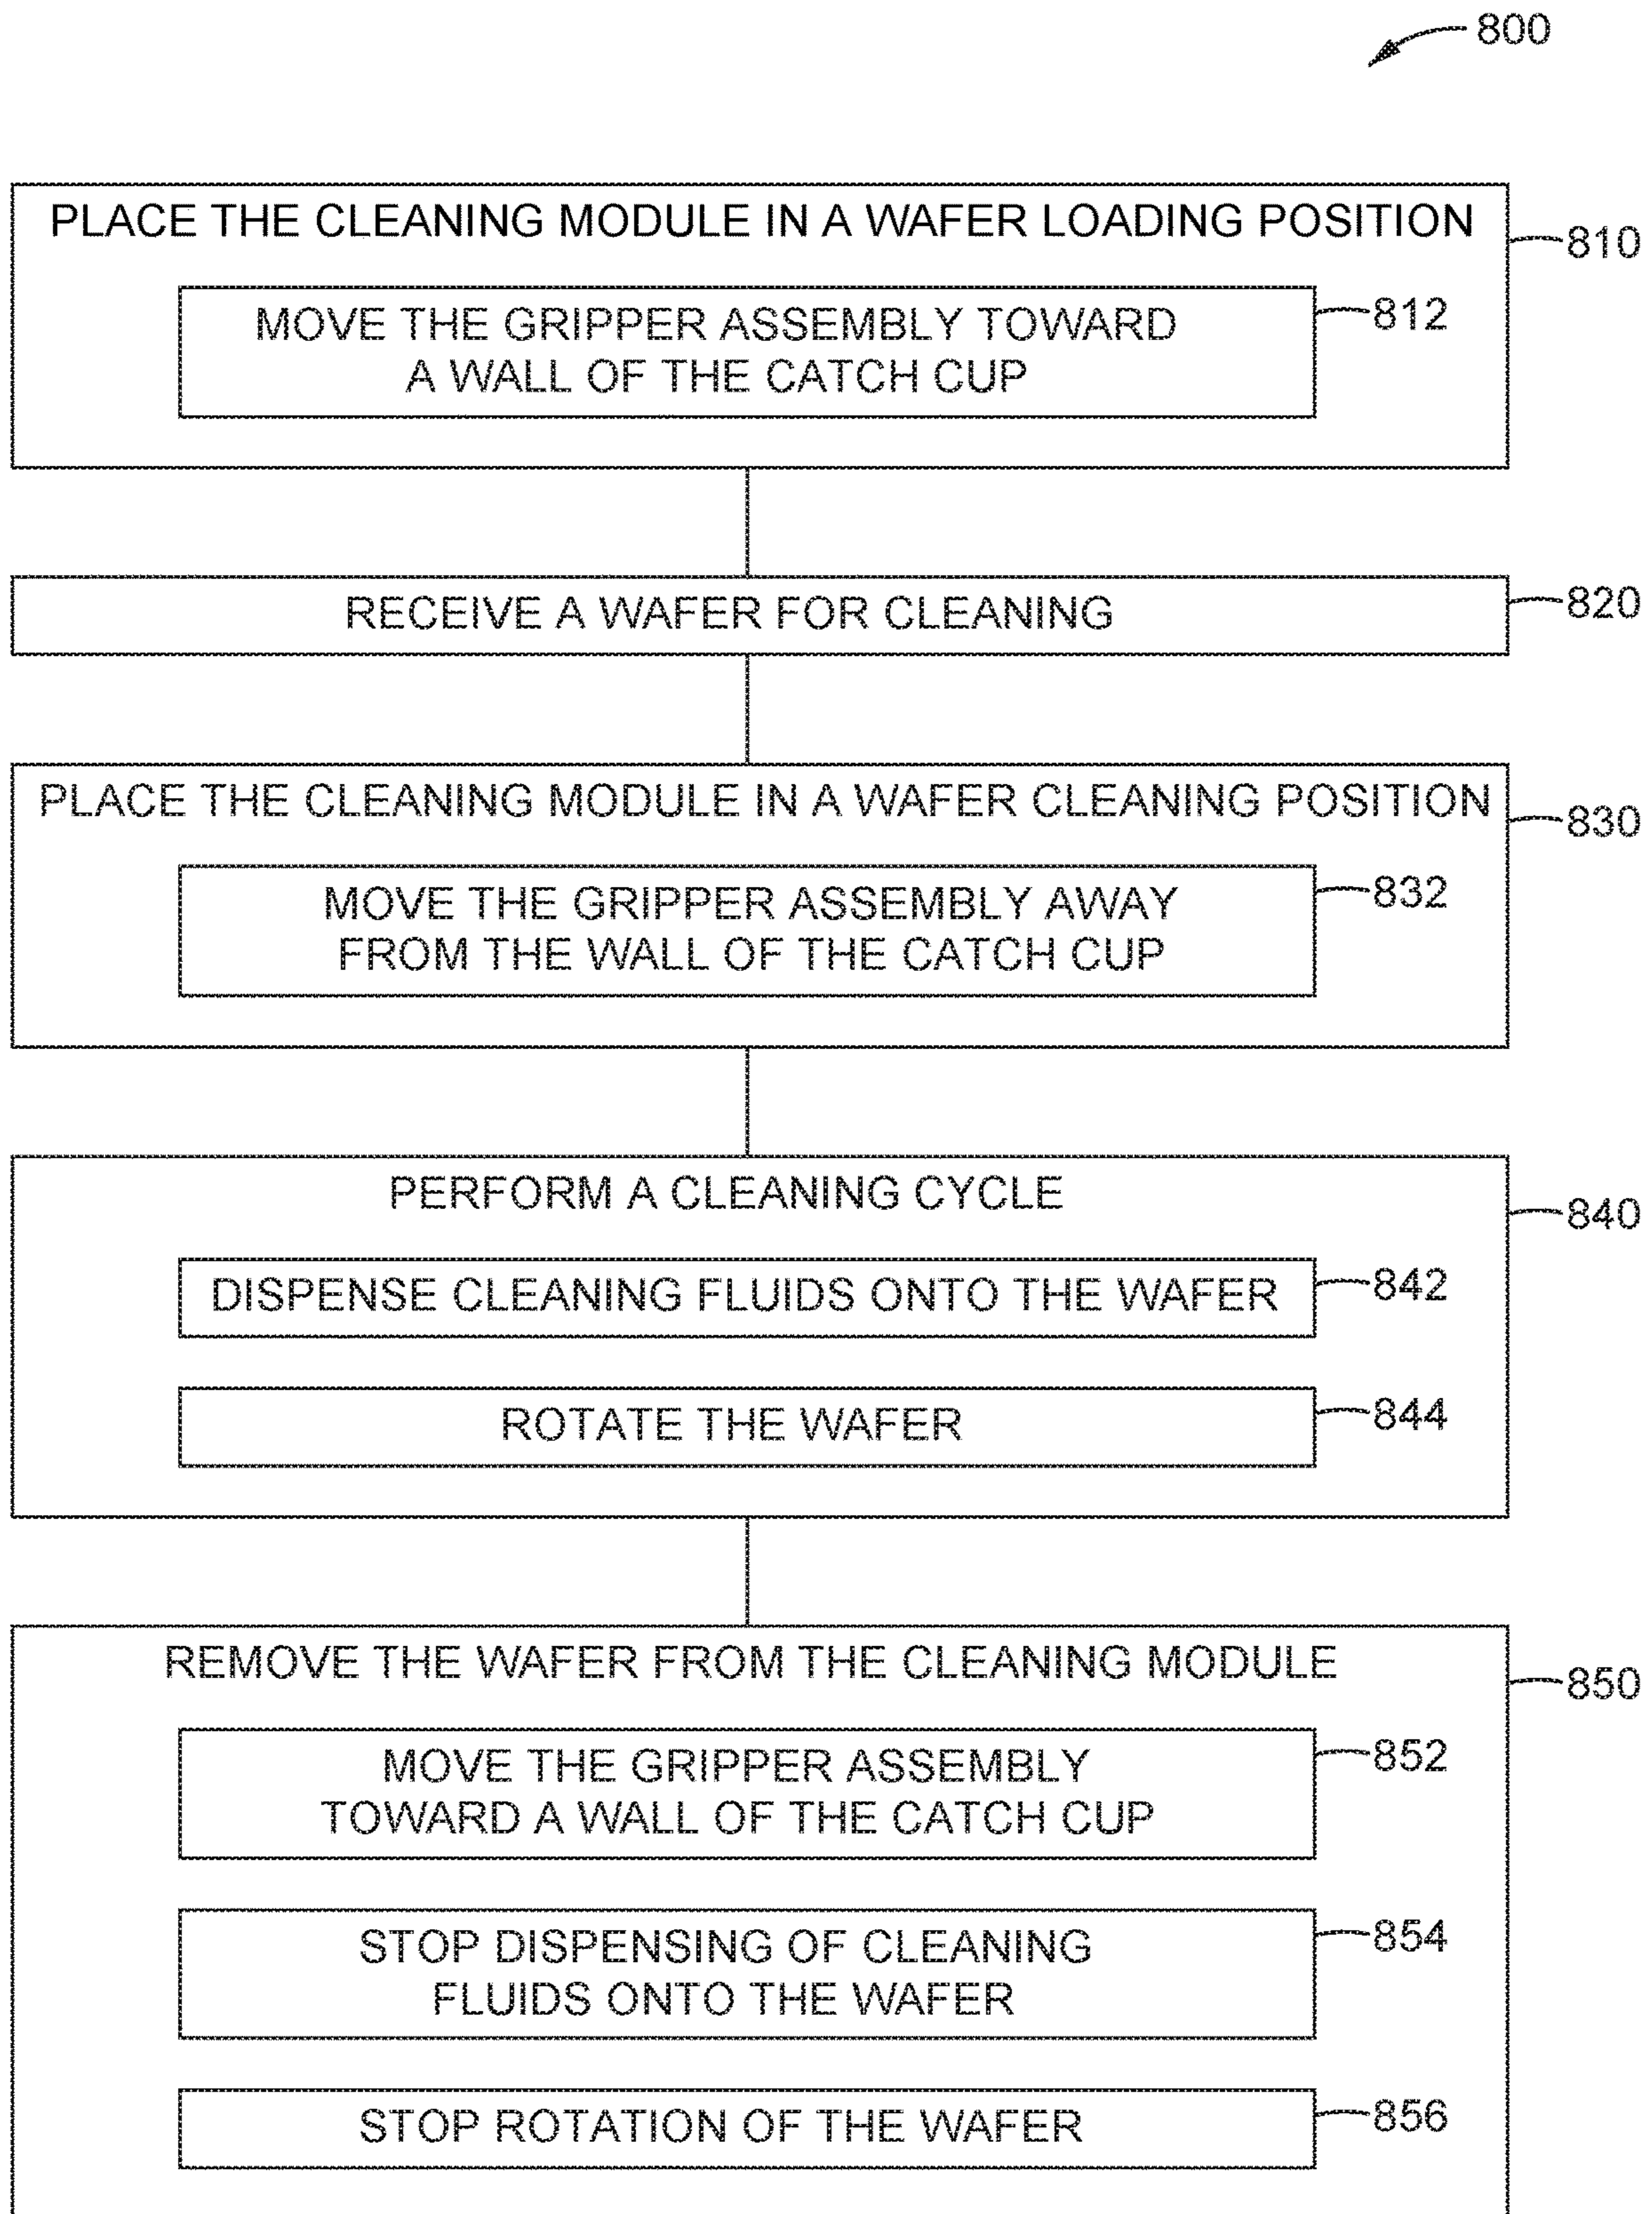 800
PLACE THE CLEANING MODULE IN A WAFER LOADING POSITION
810
MOVE THE GRIPPER ASSEMBLY TOWARD
A WALL OF THE CATCH CUP
812
RECEIVE A WAFER FOR CLEANING
820
PLACE THE CLEANING MODULE IN A WAFER CLEANING POSITION
830
MOVE THE GRIPPER ASSEMBLY AWAY
FROM THE WALL OF THE CATCH CUP
832
PERFORM A CLEANING CYCLE
840
DISPENSE CLEANING FLUIDS ONTO THE WAFER
842
ROTATE THE WAFER
844
REMOVE THE WAFER FROM THE CLEANING MODULE
850
MOVE THE GRIPPER ASSEMBLY
TOWARD A WALL OF THE CATCH CUP
852
STOP DISPENSING OF CLEANING
FLUIDS ONTO THE WAFER
854
STOP ROTATION OF THE WAFER
856